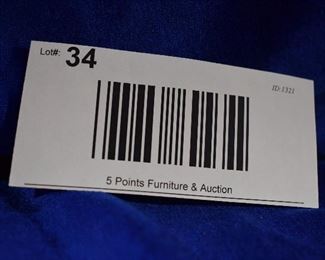 Lot#: 34
ID:1321
5 Points Furniture & Auction